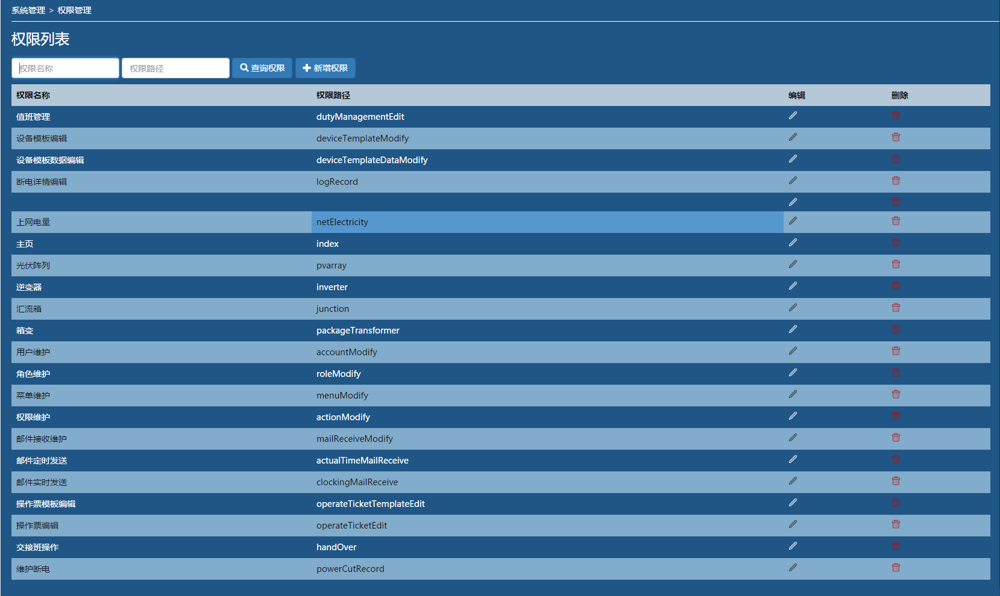 系统管理 > 权限管理
权限列表
权限名称 权限路径 查询权限 新增权限
权限名称 权限路径 编辑 删除
值班管理 dutyManagementEdit
设备模板编辑 deviceTemplateModify
设备模板数据编辑 deviceTemplateDataModify
断电详情编辑 logRecord
上网电量 netElectricity
主页 index
光伏阵列 pvarray
逆变器 inverter
汇流箱 junction
箱变 packageTransformer
用户维护 accountModify
角色维护 roleModify
菜单维护 menuModify
权限维护 actionModify
邮件接收维护 mailReceiveModify
邮件定时发送 actualTimeMailReceive
邮件实时发送 clockingMailReceive
操作票模板编辑 operateTicketTemplateEdit
操作票编辑 operateTicketEdit
交接班操作 handOver
维护断电 powerCutRecord